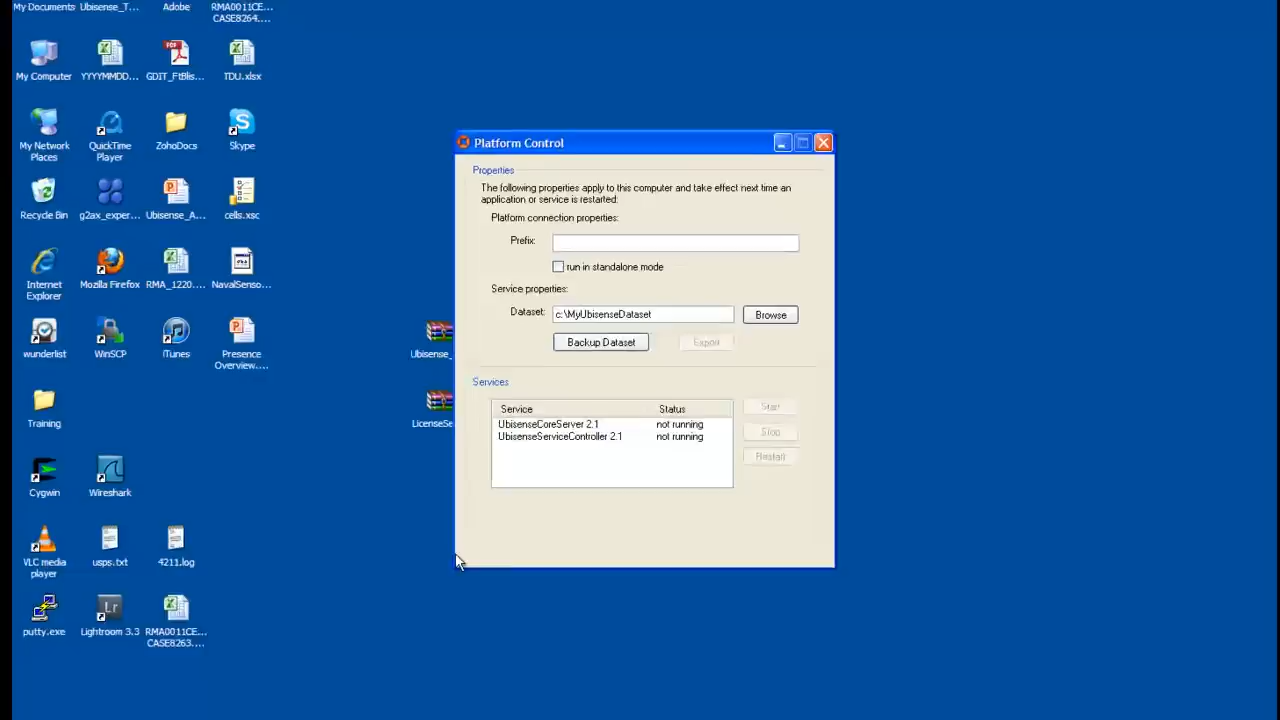 My Documents
Ubisense_T...
Adobe
RMA0011CE...
CASE8264....
My Computer
YYYYMMDD...
GDIT_FtBlis...
TDU.xlsx
My Network
Places
QuickTime
Player
ZohoDocs
Skype
Recycle Bin
g2ax_exper...
Ubisense_A...
cells.xsc
Internet
Explorer
Mozilla Firefox
RMA_1220....
NavalSenso...
wunderlist
WinSCP
iTunes
Presence
Overview....
Training
Cygwin
Wireshark
VLC media
player
usps.txt
4211.log
putty.exe
Lightroom 3.3
RMA0011CE...
CASE8263....
Ubisense_
LicenseSe
Platform Control
Properties
The following properties apply to this computer and take effect next time an
application or service is restarted:
Platform connection properties:
Prefix:
run in standalone mode
Service properties:
Dataset: c:\MyUbisenseDataset Browse
Backup Dataset Export
Services
Service Status
UbisenseCoreServer 2.1 not running
UbisenseServiceController 2.1 not running
Start
Stop
Restart